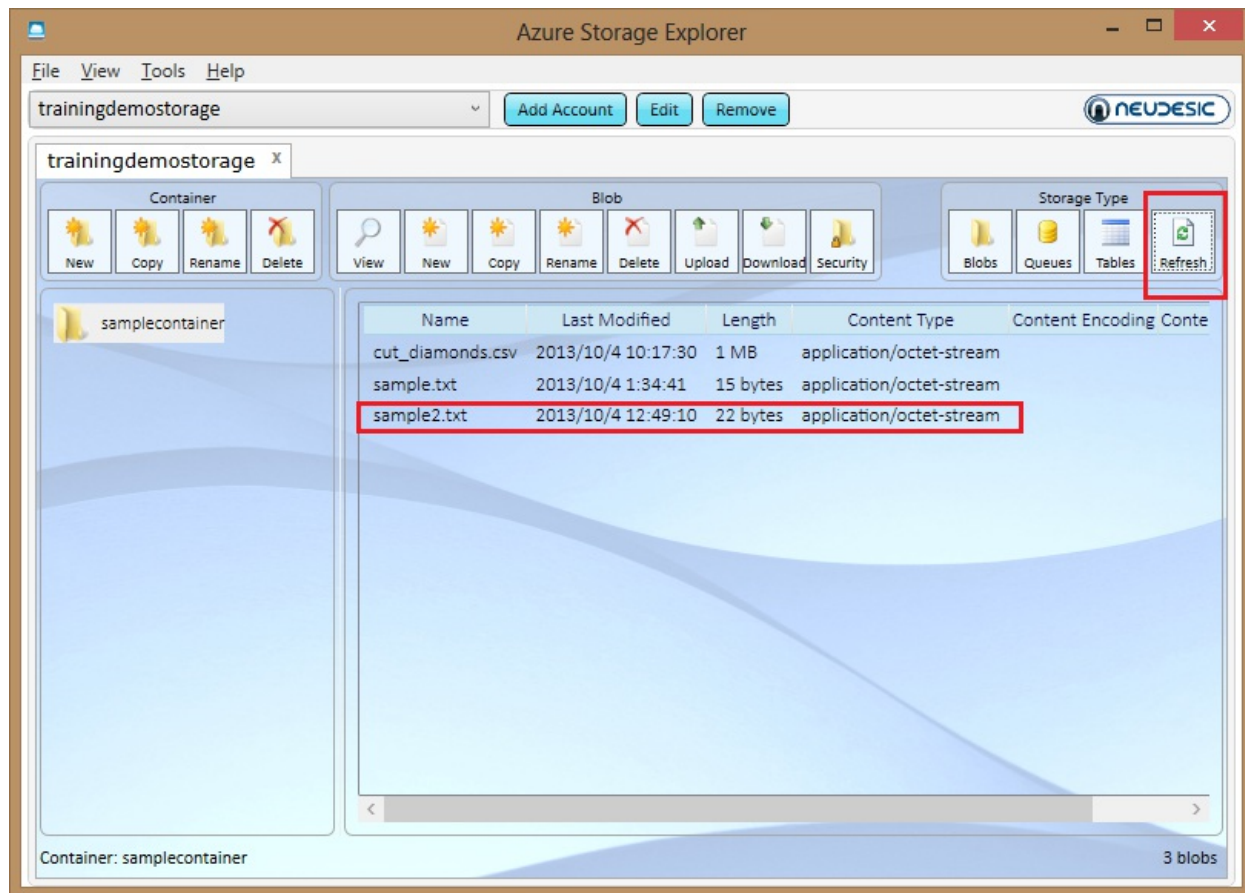 Azure Storage Explorer
File View Tools Help
trainingdemostorage Add Account Edit Remove NEUDESIC
trainingdemostorage x
Container Blob Storage Type
New Copy Rename Delete View New Copy Rename Delete Upload Download Security Blobs Queues Tables Refresh
samplecontainer
Name Last Modified Length Content Type Content Encoding Conte
cut_diamonds.csv 2013/10/4 10:17:30 1 MB application/octet-stream
sample.txt 2013/10/4 1:34:41 15 bytes application/octet-stream
sample2.txt 2013/10/4 12:49:10 22 bytes application/octet-stream
Container: samplecontainer 3 blobs